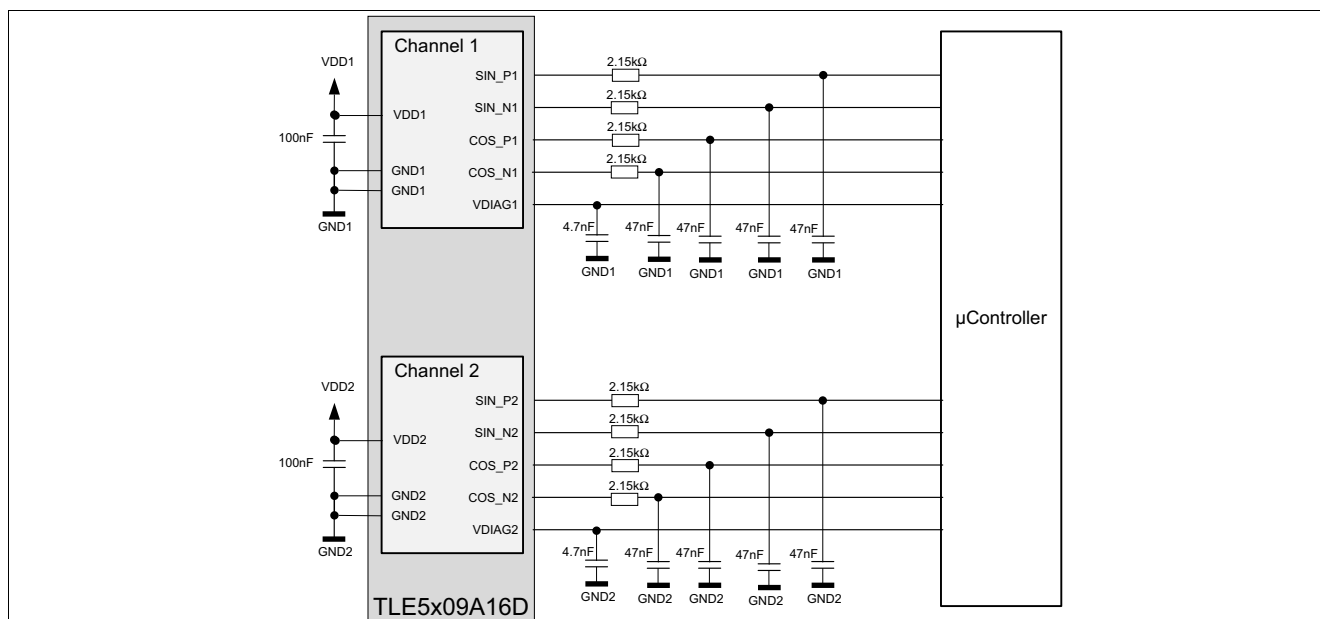 Channel 1
VDD1
VDD1
100nF
GND1
GND1
GND1
SIN_P1
SIN_N1
COS_P1
COS_N1
VDIAG1
2.15kΩ
2.15kΩ
2.15kΩ
2.15kΩ
4.7nF 47nF 47nF 47nF 47nF
GND1 GND1 GND1 GND1 GND1
µController
Channel 2
VDD2
VDD2
100nF
GND2
GND2
GND2
SIN_P2
SIN_N2
COS_P2
COS_N2
VDIAG2
2.15kΩ
2.15kΩ
2.15kΩ
2.15kΩ
4.7nF 47nF 47nF 47nF 47nF
GND2 GND2 GND2 GND2 GND2
TLE5x09A16D